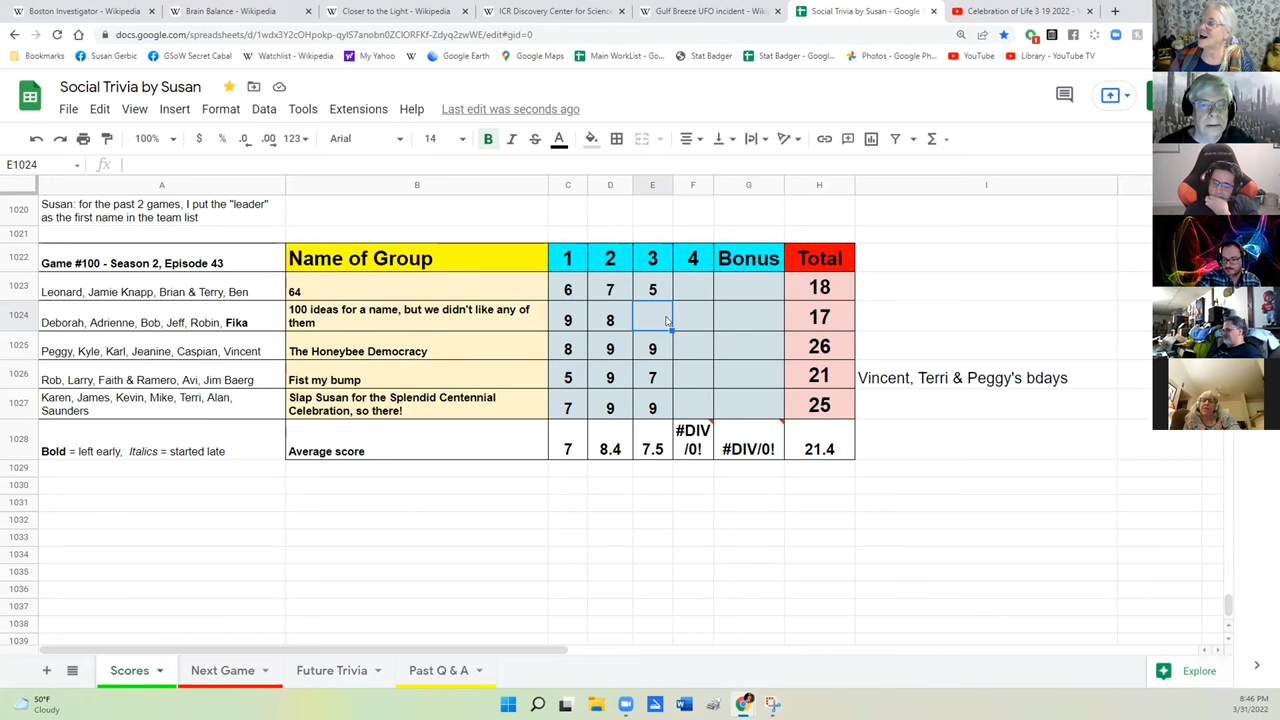 Boston Investigator - Wikipedia
Brain Balance - Wikipedia
Closer to the Light - Wikipedia
ICR Discovery Center for Scienc
Gulf Breeze UFO incident - Wiki
Social Trivia by Susan - Google
Celebration of Life 3 19 2022 -
docs.google.com/spreadsheets/d/
Bookmarks
Susan Gerbic
GSoW Secret Cabal
Watchlist - Wikipedia
My Yahoo
Google Earth
Google Maps
Main WorkList - Go...
Stat Badger
Stat Badger - Googl...
Photos - Google Ph...
YouTube
Library - YouTube
Social Trivia by Susan
File Edit View Insert Format Data Tools Extensions Help Last edit was seconds ago
100% $ % .0 .00 123 Arial 14 B I S A
E1024 fx
A B C D E F G H I
1020 Susan: for the past 2 games, I put the "leader"
as the first name in the team list
1021
1022 Game #100 - Season 2, Episode 43 Name of Group 1 2 3 4 Bonus Total
1023 Leonard, Jamie Knapp, Brian & Terry, Ben 64 6 7 5 18
1024 Deborah, Adrienne, Bob, Jeff, Robin, Fika 100 ideas for a name, but we didn't like any of
them 9 8 17
1025 Peggy, Kyle, Karl, Jeanine, Caspian, Vincent The Honeybee Democracy 8 9 9 26
1026 Rob, Larry, Faith & Ramero, Avi, Jim Baerg Fist my bump 5 9 7 21 Vincent, Terri & Peggy's bdays
1027 Karen, James, Kevin, Mike, Terri, Alan,
Saunders Slap Susan for the Splendid Centennial
Celebration, so there! 7 9 9 25
1028 Bold = left early, Italics = started late Average score 7 8.4 7.5 #DIV
/0! #DIV/0! 21.4
1029
1030
1031
1032
1033
1034
1035
1036
1037
1038
1039
Scores Next Game Future Trivia Past Q & A Explore
50°F
Cloudy
8:46 PM
3/31/2022